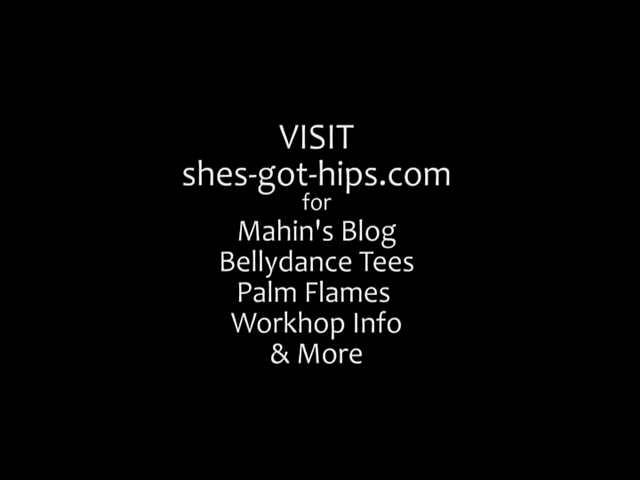 VISIT
shes-got-hips.com
for
Mahin's Blog
Bellydance Tees
Palm Flames
Workhop Info
& More